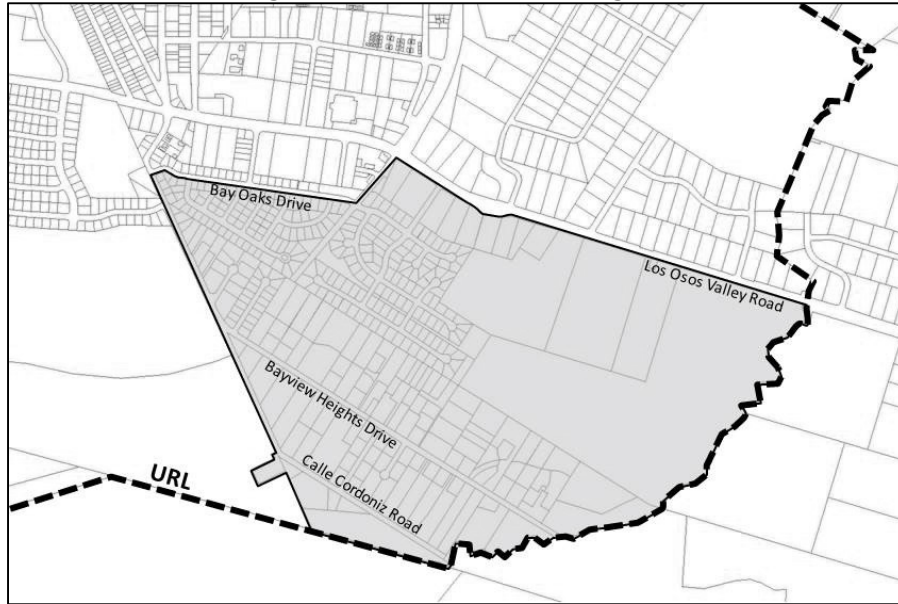 Bay Oaks Drive
Los Osos Valley Road
Bayview Heights Drive
Calle Cordoniz Road
URL